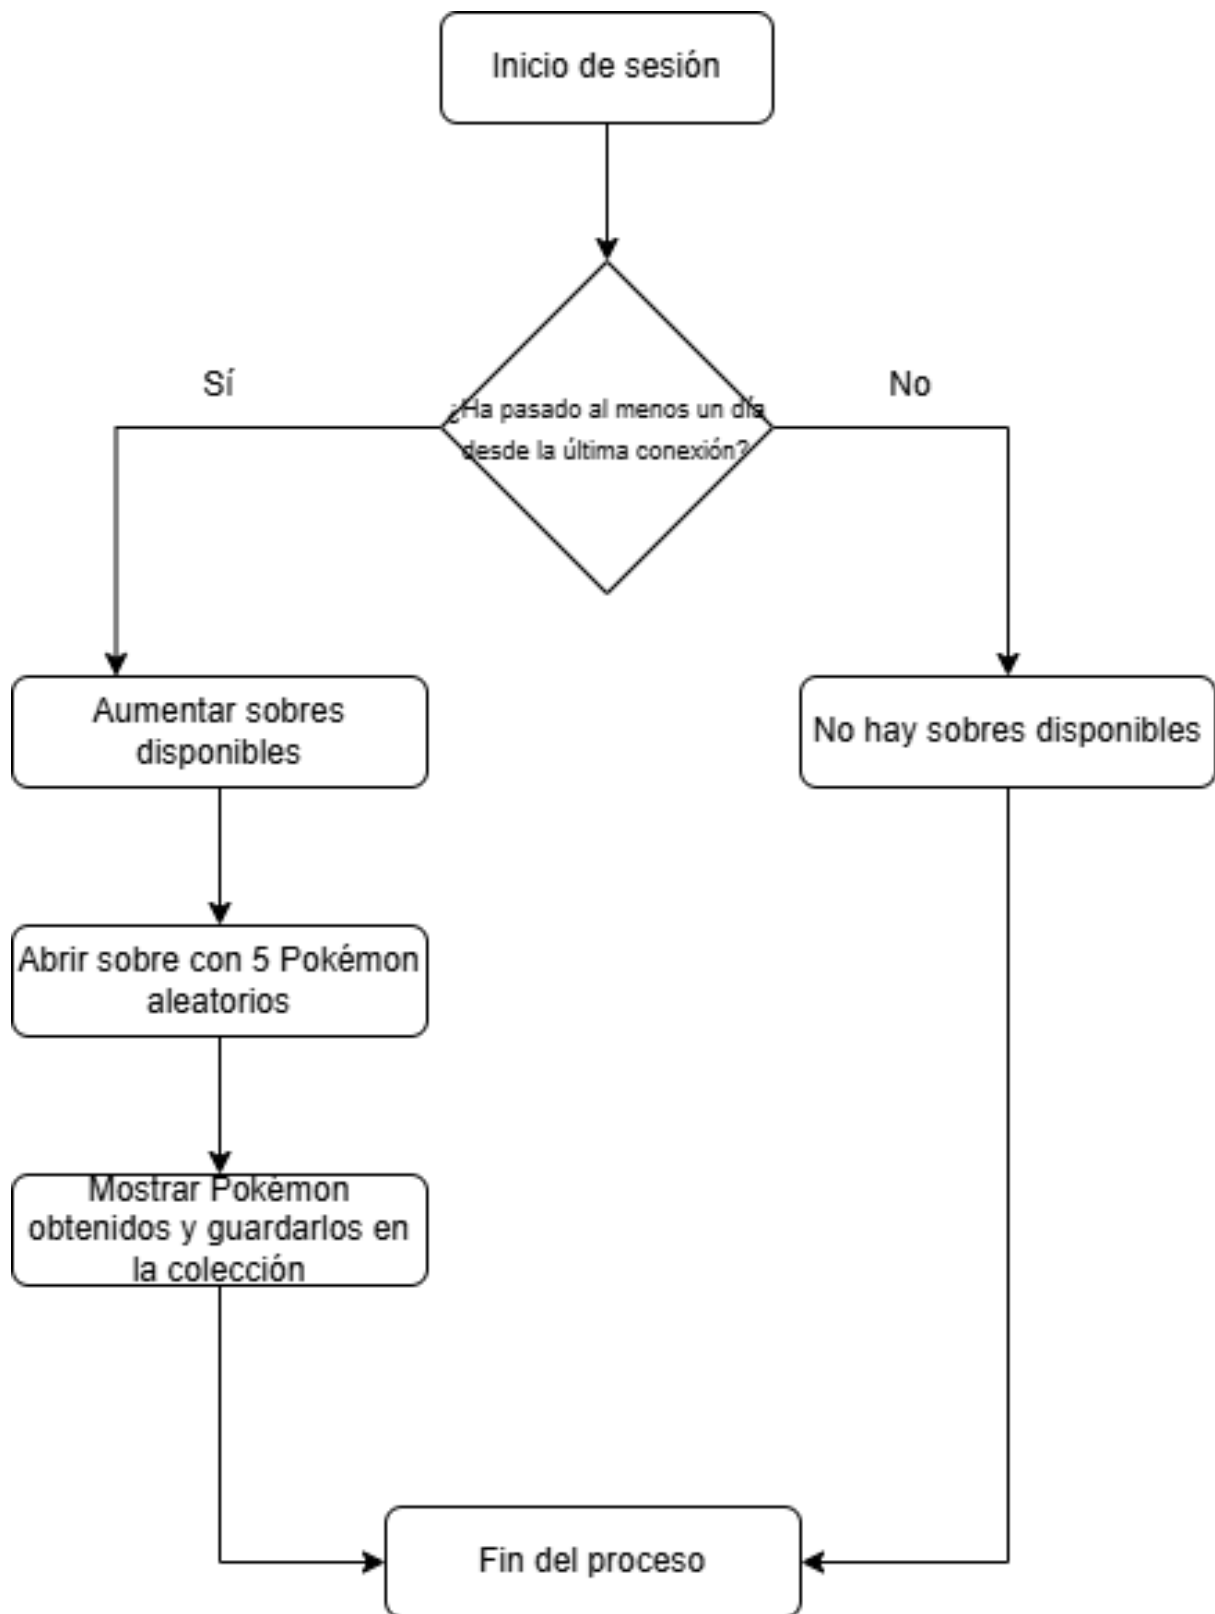 Inicio de sesión
Sí
No
¿Ha pasado al menos un día
desde la última conexión?
Aumentar sobres
disponibles
No hay sobres disponibles
Abrir sobre con 5 Pokémon
aleatorios
Mostrar Pokémon
obtenidos y guardarlos en
la colección
Fin del proceso